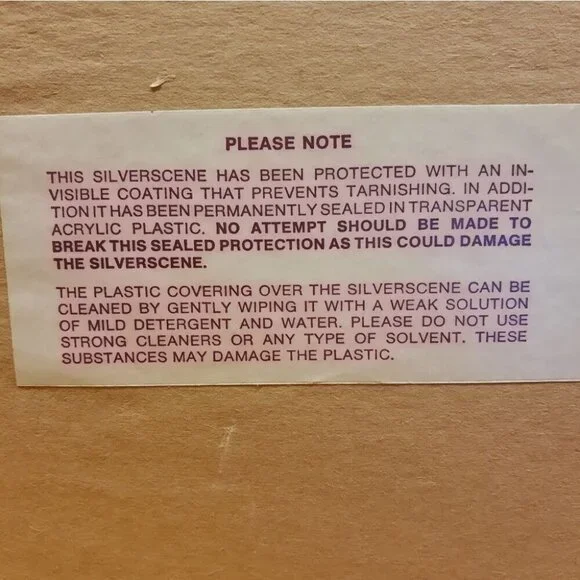 PLEASE NOTE
THIS SILVERSCENE HAS BEEN PROTECTED WITH AN IN-
VISIBLE COATING THAT PREVENTS TARNISHING. IN ADDI-
TION IT HAS BEEN PERMANENTLY SEALED IN TRANSPARENT
ACRYLIC PLASTIC. NO ATTEMPT SHOULD BE MADE TO
BREAK THIS SEALED PROTECTION AS THIS COULD DAMAGE
THE SILVERSCENE.
THE PLASTIC COVERING OVER THE SILVERSCENE CAN BE
CLEANED BY GENTLY WIPING IT WITH A WEAK SOLUTION
OF MILD DETERGENT AND WATER. PLEASE DO NOT USE
STRONG CLEANERS OR ANY TYPE OF SOLVENT. THESE
SUBSTANCES MAY DAMAGE THE PLASTIC.